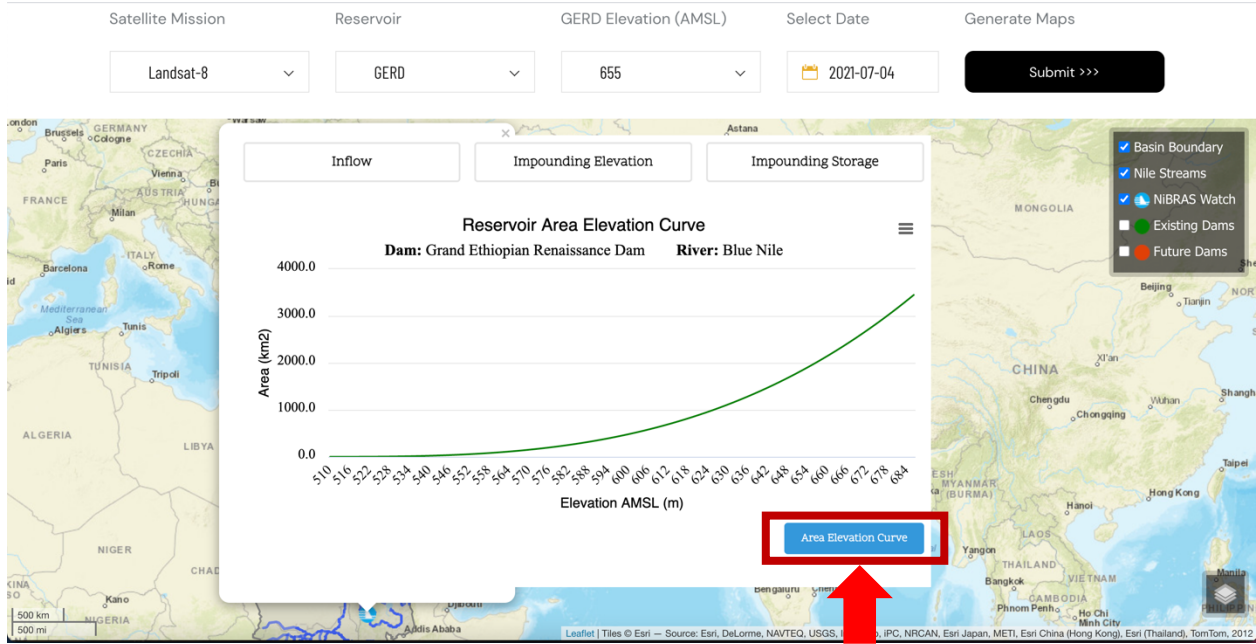 Satellite Mission
Reservoir
GERD Elevation (AMSL)
Select Date
Generate Maps
Landsat-8
GERD
655
2021-07-04
Submit >>>
Inflow
Impounding Elevation
Impounding Storage
×
Reservoir Area Elevation Curve
Dam: Grand Ethiopian Renaissance Dam River: Blue Nile
4000.0
3000.0
2000.0
1000.0
0.0
Area (km2)
510 516 522 528 534 540 546 552 558 564 570 576 582 588 594 600 606 612 618 624 630 636 642 648 654 660 666 672 678 684
Elevation AMSL (m)
Area Elevation Curve
Basin Boundary
Nile Streams
NiBRAS Watch
Existing Dams
Future Dams
Brussels
GERMANY
Cologne
CZECHIA
Paris
Vienna
AUSTRIA
FRANCE
Milan
ITALY
Barcelona
Rome
Mediterranean
Sea
Algiers
Tunis
TUNISIA
Tripoli
ALGERIA
LIBYA
NIGER
Kano
NIGERIA
Addis Ababa
Astana
MONGOLIA
Beijing
Tianjin
CHINA
Xi'an
Chengdu
Wuhan
Chongqing
Taipei
MYANMAR
(BURMA)
Hong Kong
Hanoi
LAOS
Yangon
THAILAND
VIETNAM
Bangkok
Manila
CAMBODIA
Phnom Penh
Ho Chi
Minh City
Bengaluru
500 km
500 mi
Leaflet | Tiles © Esri — Source: Esri, DeLorme, NAVTEQ, USGS, iPC, NRCAN, Esri Japan, METI, Esri China (Hong Kong), Esri (Thailand), TomTom,